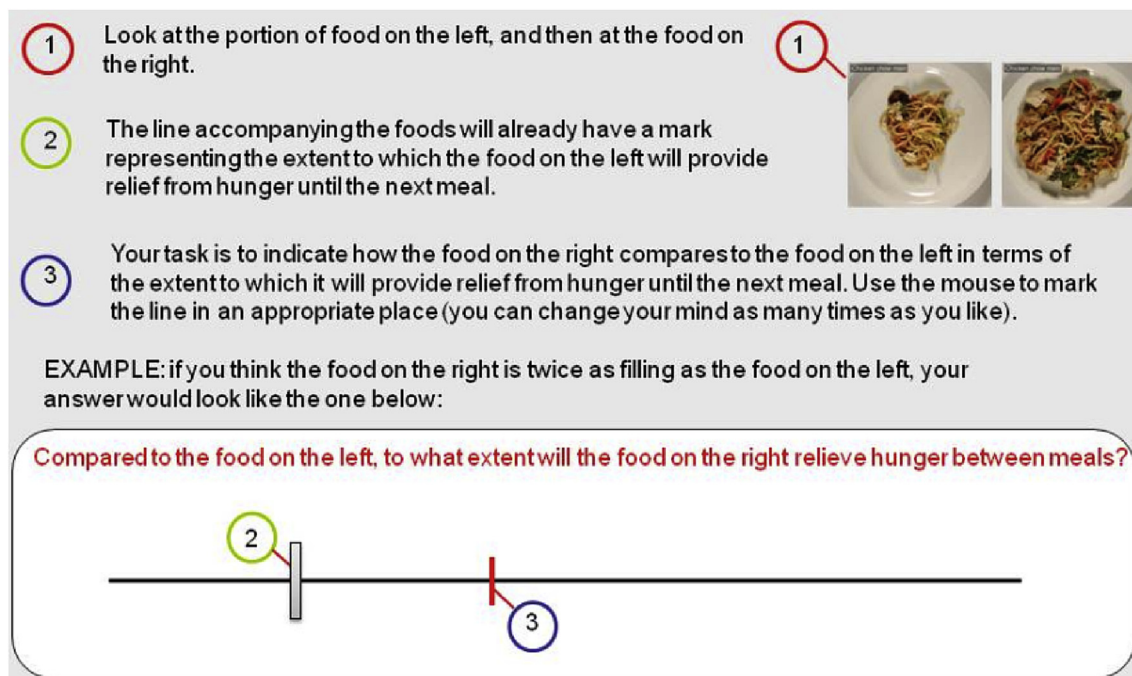 1
Look at the portion of food on the left, and then at the food on
the right.
1
Chicken chow mein
Chicken chow mein
2
The line accompanying the foods will already have a mark
representing the extent to which the food on the left will provide
relief from hunger until the next meal.
3
Your task is to indicate how the food on the right compares to the food on the left in terms of
the extent to which it will provide relief from hunger until the next meal. Use the mouse to mark
the line in an appropriate place (you can change your mind as many times as you like).
EXAMPLE: if you think the food on the right is twice as filling as the food on the left, your
answer would look like the one below:
Compared to the food on the left, to what extent will the food on the right relieve hunger between meals?
2
3